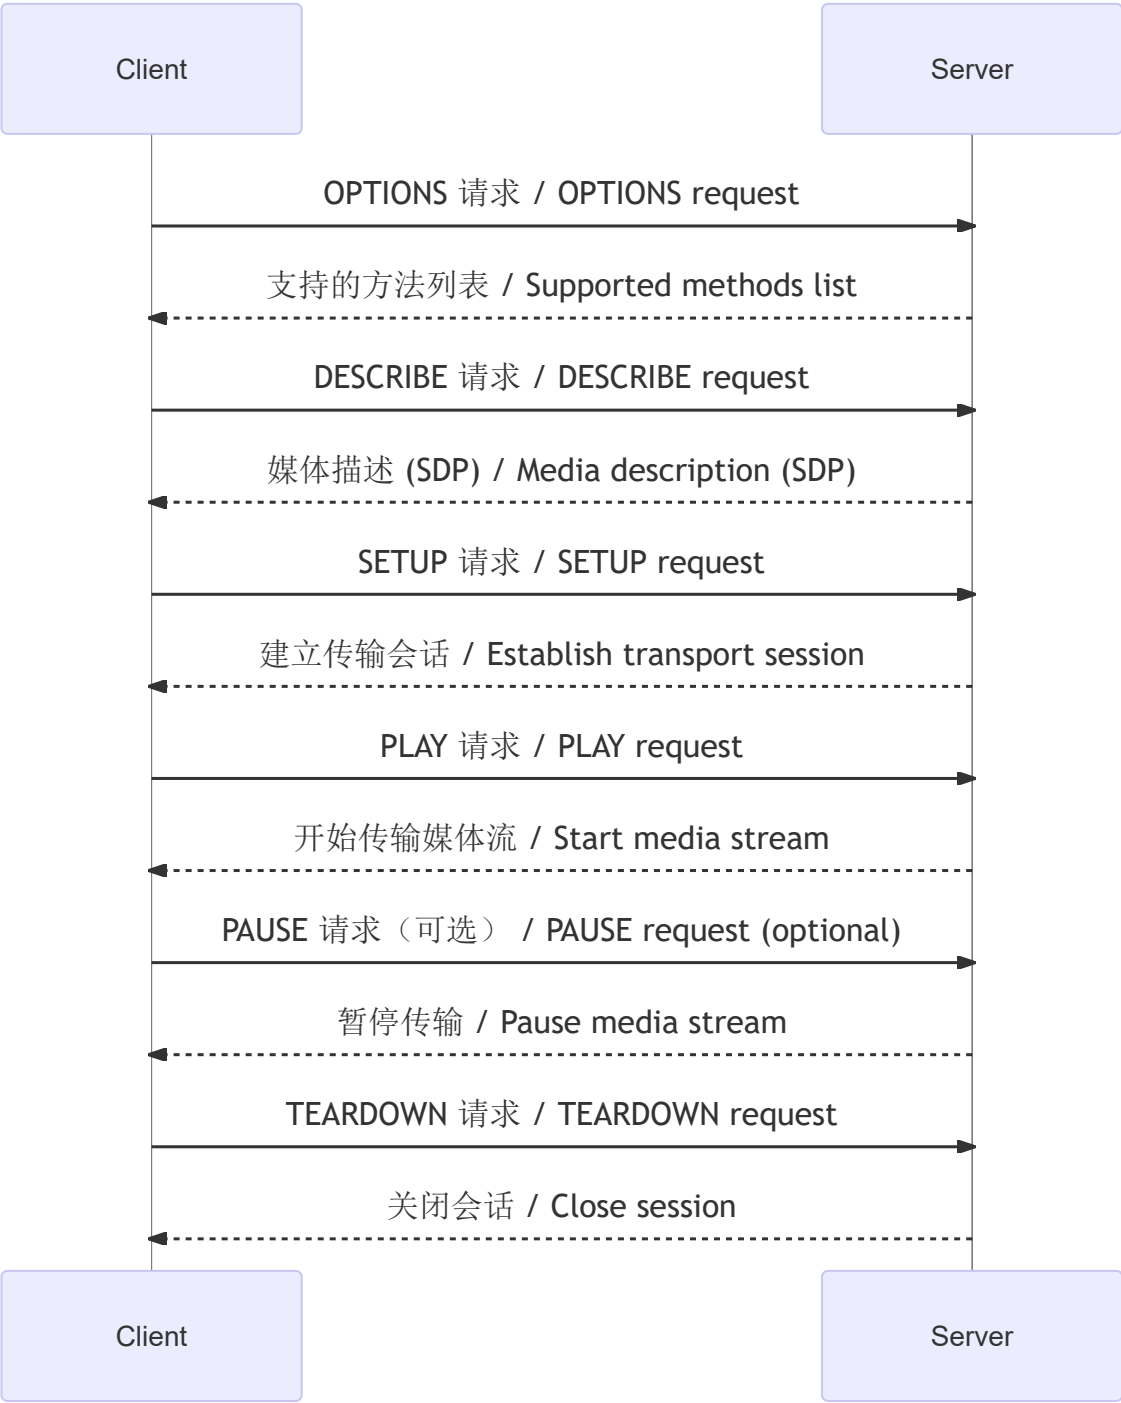 Client
Server
OPTIONS 请求 / OPTIONS request
支持的方法列表 / Supported methods list
DESCRIBE 请求 / DESCRIBE request
媒体描述 (SDP) / Media description (SDP)
SETUP 请求 / SETUP request
建立传输会话 / Establish transport session
PLAY 请求 / PLAY request
开始传输媒体流 / Start media stream
PAUSE 请求（可选） / PAUSE request (optional)
暂停传输 / Pause media stream
TEARDOWN 请求 / TEARDOWN request
关闭会话 / Close session
Client
Server